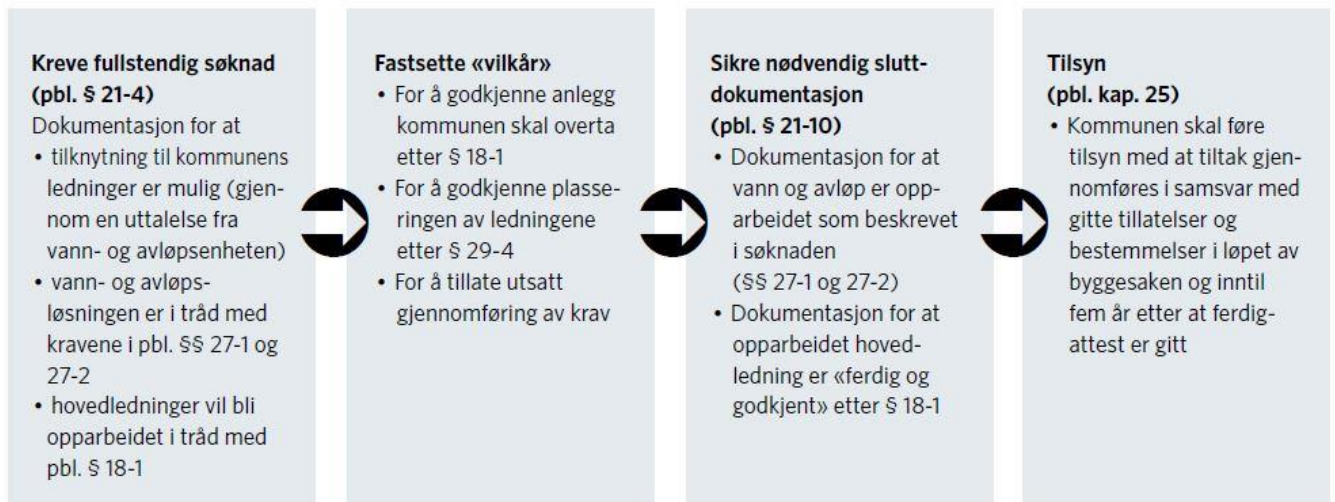 Kreve fullstendig søknad
(pbl. § 21-4)
Dokumentasjon for at
• tilknytning til kommunens
ledninger er mulig (gjen-
nom en uttalelse fra
vann- og avløpsenheten)
• vann- og avløps-
løsningen er i tråd med
kravene i pbl. §§ 27-1 og
27-2
• hovedledninger vil bli
opparbeidet i tråd med
pbl. § 18-1
Fastsette «vilkår»
• For å godkjenne anlegg
kommunen skal overta
etter § 18-1
• For å godkjenne plasse-
ringen av ledningene
etter § 29-4
• For å tillate utsatt
gjennomføring av krav
Sikre nødvendig slutt-
dokumentasjon
(pbl. § 21-10)
• Dokumentasjon for at
vann og avløp er opp-
arbeidet som beskrevet
i søknaden
(§§ 27-1 og 27-2)
• Dokumentasjon for at
opparbeidet hoved-
ledning er «ferdig og
godkjent» etter § 18-1
Tilsyn
(pbl. kap. 25)
• Kommunen skal føre
tilsyn med at tiltak gjen-
nomføres i samsvar med
gitte tillatelser og
bestemmelser i løpet av
byggesaken og inntil
fem år etter at ferdig-
attest er gitt